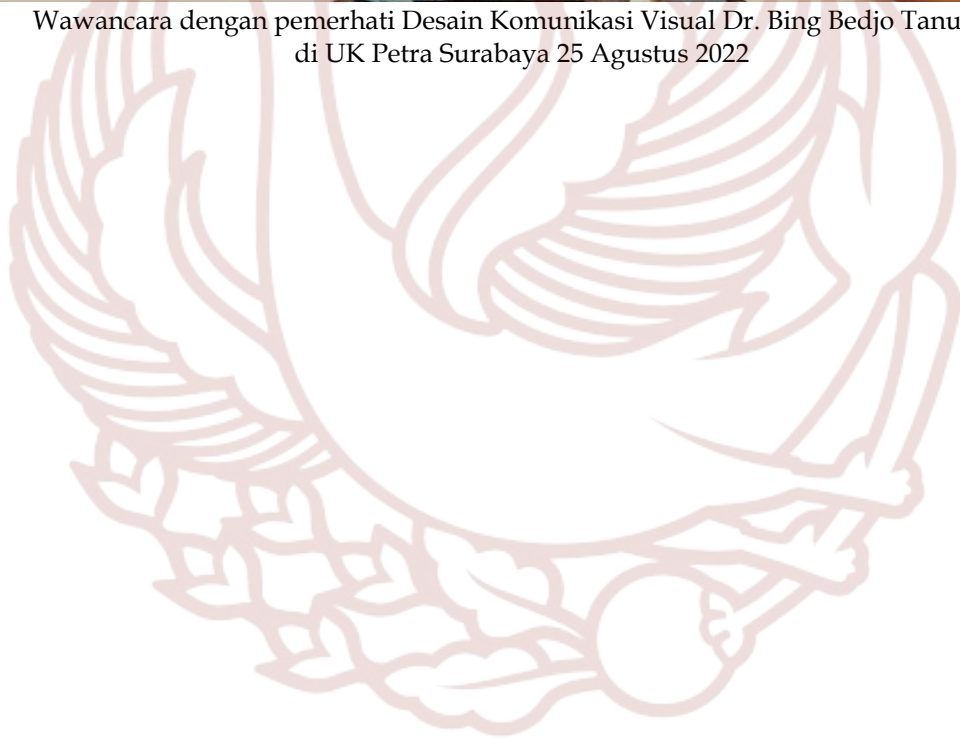 Wawancara dengan pemerhati Desain Komunikasi Visual Dr. Bing Bedjo Tanu
di UK Petra Surabaya 25 Agustus 2022